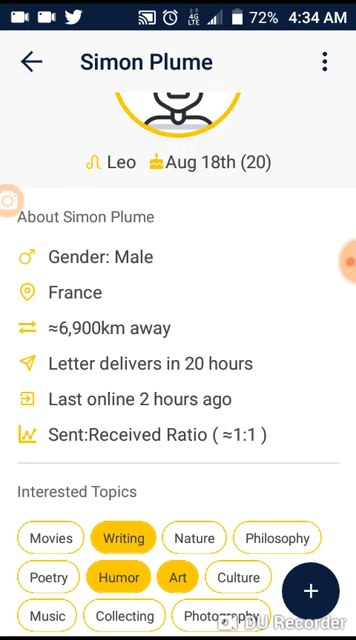 4G LTE 72% 4:34 AM
Simon Plume
Leo Aug 18th (20)
About Simon Plume
Gender: Male
France
≈6,900km away
Letter delivers in 20 hours
Last online 2 hours ago
Sent:Received Ratio ( ≈1:1 )
Interested Topics
Movies Writing Nature Philosophy
Poetry Humor Art Culture
Music Collecting Photography
DU Recorder